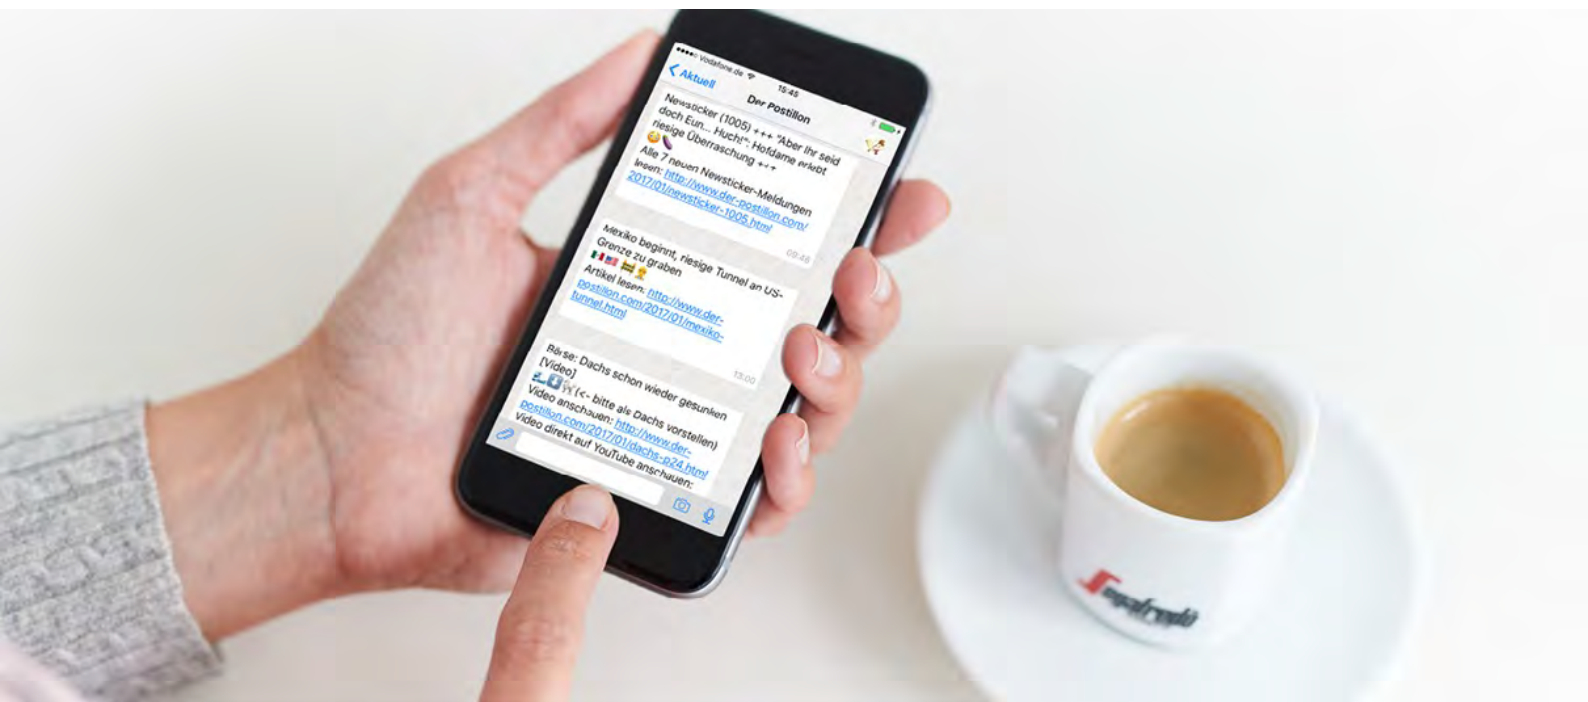 Vodafone.de
15:45
Aktuell
Der Postillon
Newsticker (1005) +++ "Aber Ihr seid
doch Eun... Huch!": Hofdame erlebt
riesige Überraschung +++
Alle 7 neuen Newsticker-Meldungen
lesen: http://www.der-postillon.com/
2017/01/newsticker-1005.html
09:46
Mexiko beginnt, riesige Tunnel an US-
Grenze zu graben
Artikel lesen: http://www.der-
postillon.com/2017/01/mexiko-
tunnel.html
13:00
Börse: Dachs schon wieder gesunken
[Video]
(<- bitte als Dachs vorstellen)
Video anschauen: http://www.der-
postillon.com/2017/01/dachs-p24.html
Video direkt auf YouTube anschauen:
Segafredo